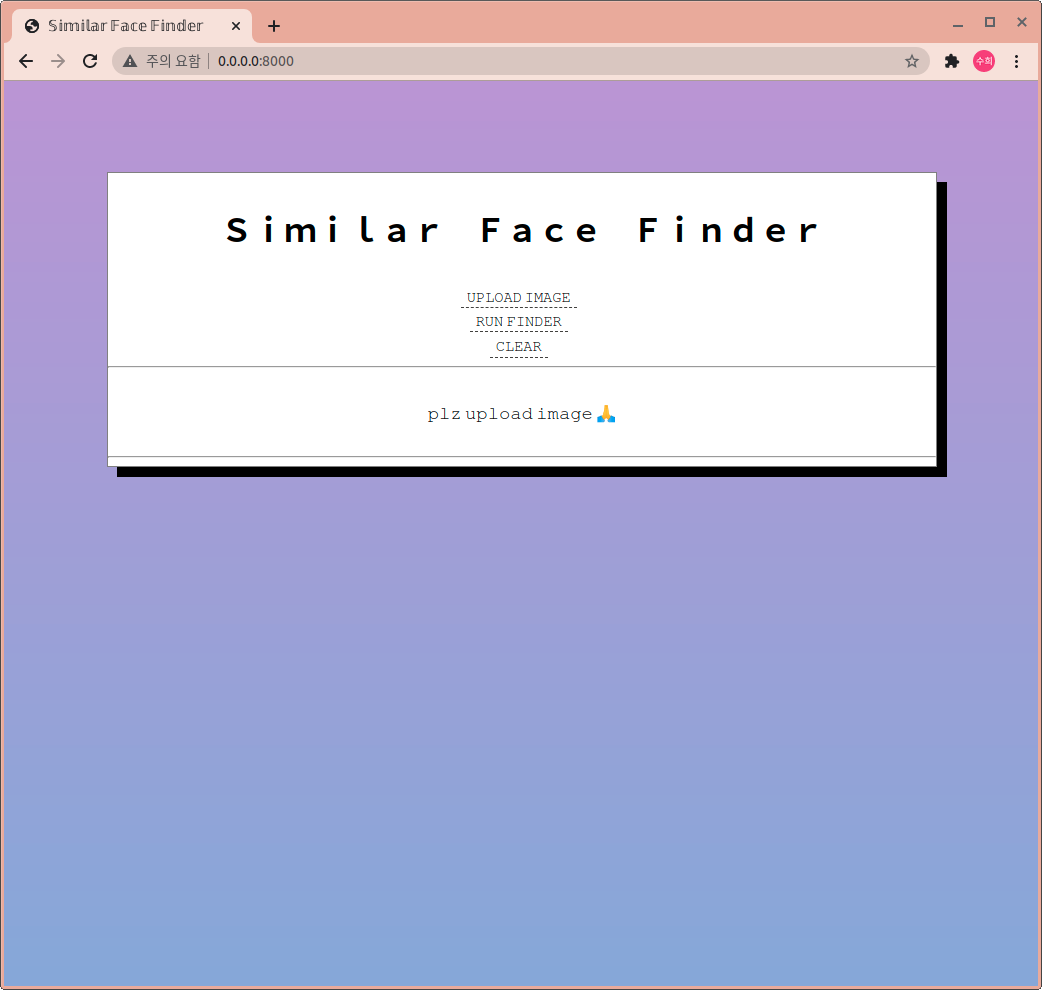 Similar Face Finder
주의 요함 0.0.0.0:8000 수희
Similar Face Finder
UPLOAD IMAGE
RUN FINDER
CLEAR
plz upload image 🙏